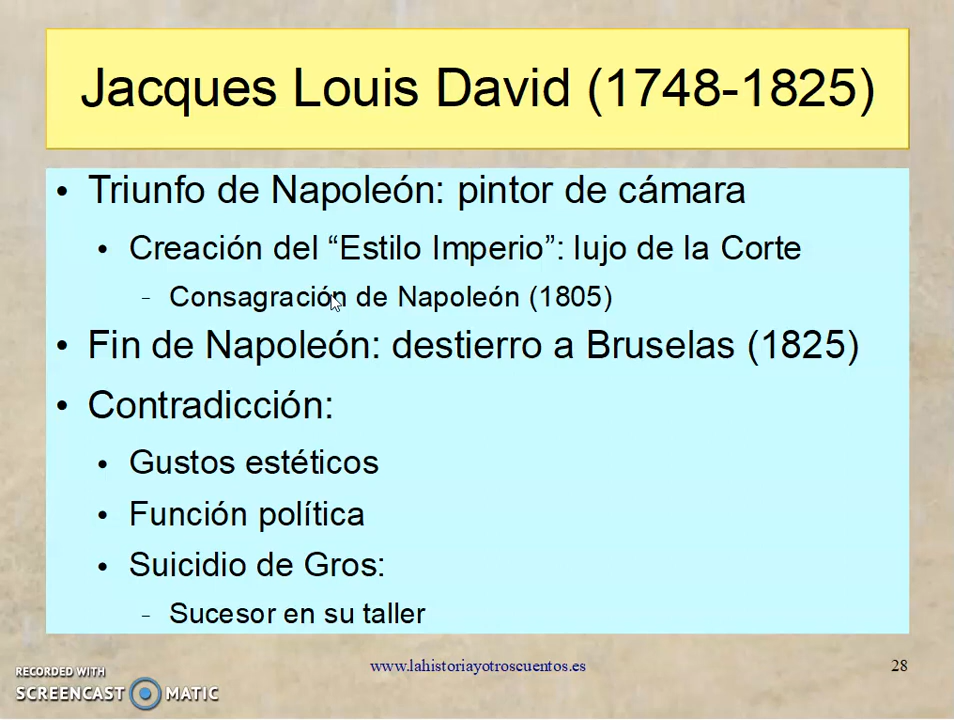 Jacques Louis David (1748-1825)
• Triunfo de Napoleón: pintor de cámara
• Creación del “Estilo Imperio”: lujo de la Corte
– Consagración de Napoleón (1805)
• Fin de Napoleón: destierro a Bruselas (1825)
• Contradicción:
• Gustos estéticos
• Función política
• Suicidio de Gros:
– Sucesor en su taller
www.lahistoriayotroscuentos.es
28
RECORDED WITH
SCREENCAST MATIC